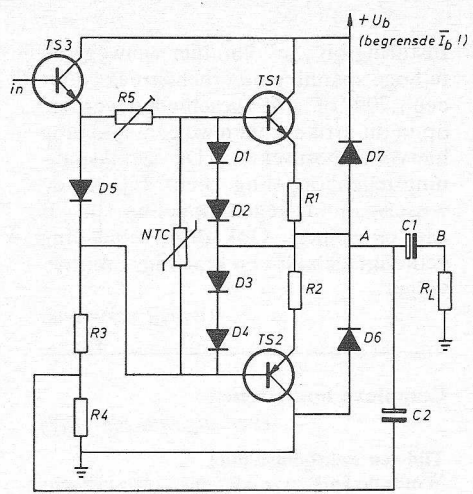 + Ub
(begrensde Īb!)
TS3
in
R5
TS1
D1
D7
D5
D2
R1
NTC
A
C1
B
D3
R2
RL
R3
D4
TS2
D6
R4
C2